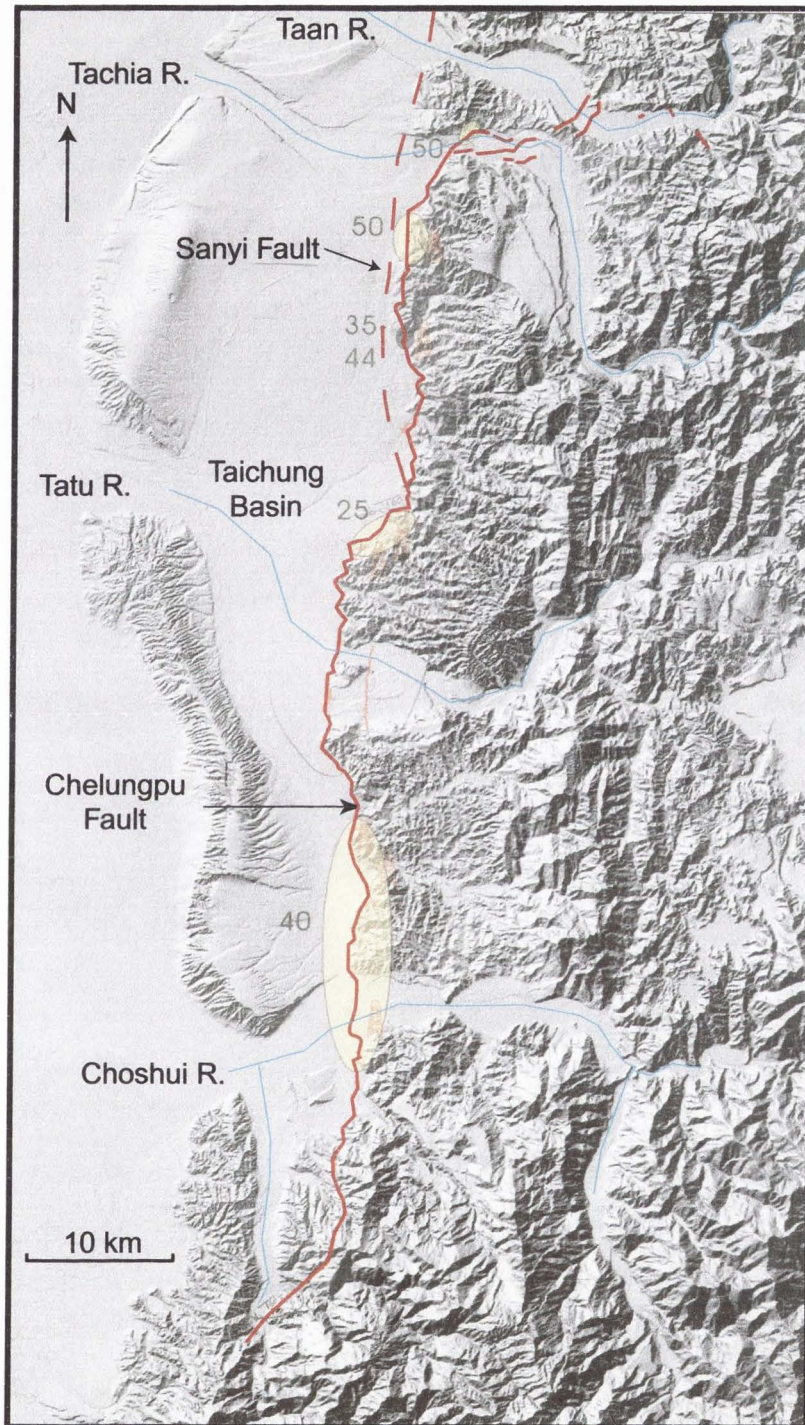 Taan R.
Tachia R.
N
50
50
Sanyi Fault
35
44
Taichung
Basin
Tatu R.
25
Chelungpu
Fault
40
Choshui R.
10 km